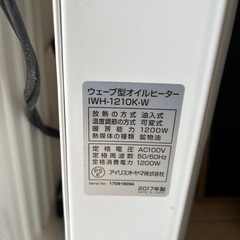 ウェーブ型オイルヒーター
IWH-1210K-W
放熱の方式 油入式
温度調節の方式 可変式
暖房能力 1200W
熱媒体の種類 鉱物油
定格電圧 AC100V
定格周波数 50/60Hz
定格消費電力 1200W
PS
E
アイリスオーヤマ株式会社
Serial No. 170919094
2017年製